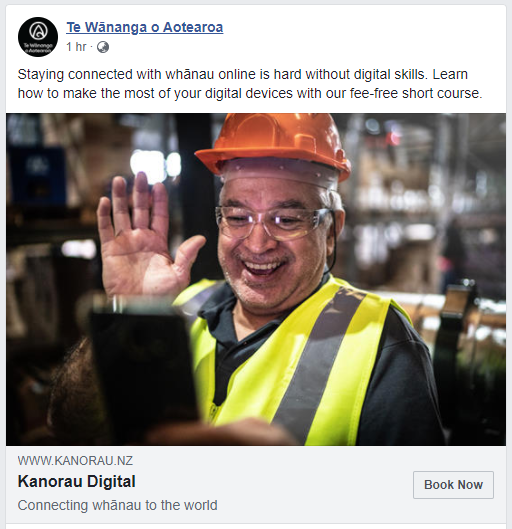 Te Wānanga o Aotearoa
Te Wānanga
o Aotearoa
1 hr ·
Staying connected with whānau online is hard without digital skills. Learn
how to make the most of your digital devices with our fee-free short course.
WWW.KANORAU.NZ
Kanorau Digital
Connecting whānau to the world
Book Now